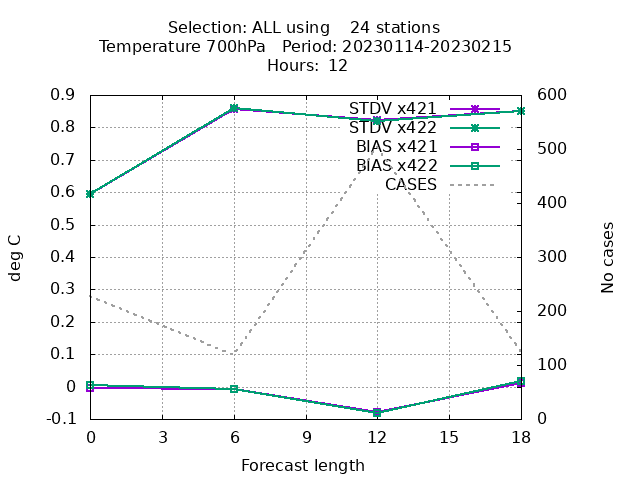 Selection: ALL using    24 stations
Temperature 700hPa   Period: 20230114-20230215
Hours:  12
STDV x421
STDV x422
BIAS x421
BIAS x422
CASES
deg C
0.9
0.8
0.7
0.6
0.5
0.4
0.3
0.2
0.1
0
-0.1
600
500
400
300
200
100
0
No cases
0 3 6 9 12 15 18
Forecast length